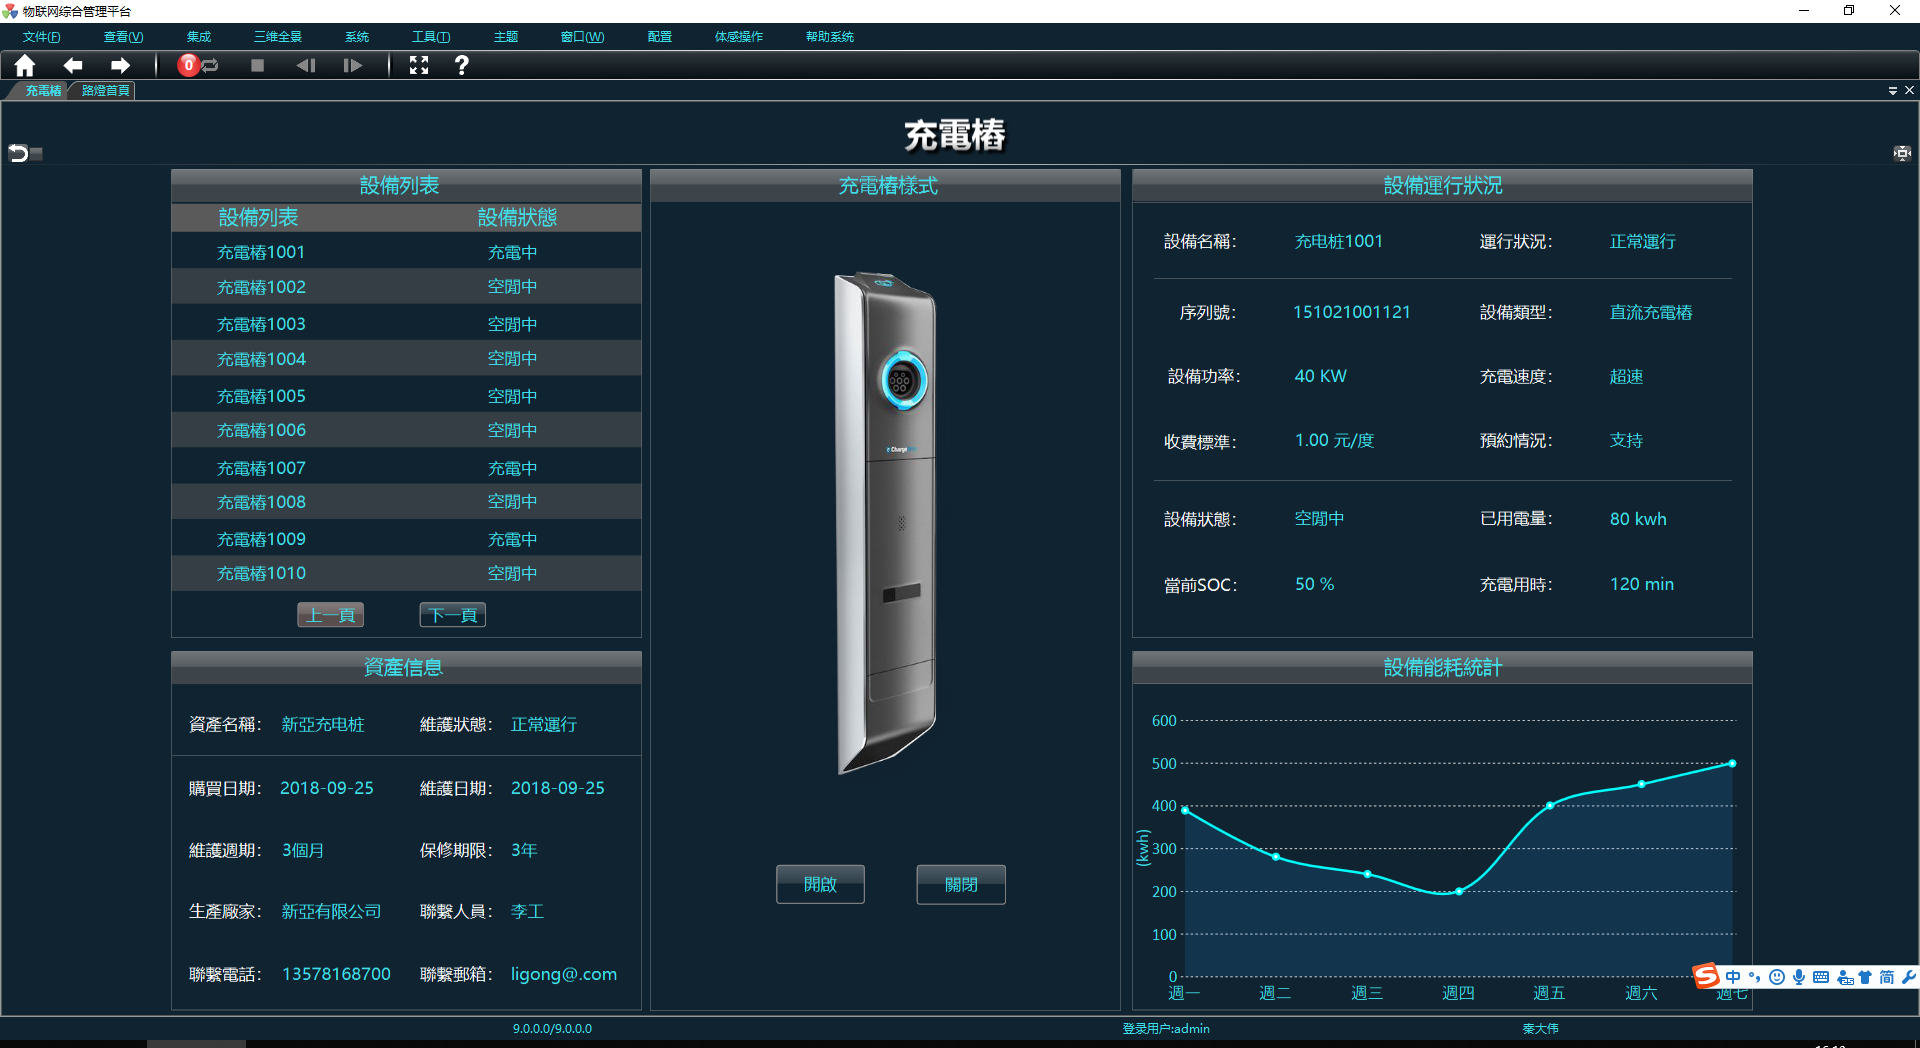 物联网综合管理平台
文件(F) 查看(V) 集成 三维全景 系统 工具(T) 主题 窗口(W) 配置 体感操作 帮助系统
0
?
充電樁 路燈首頁
充電樁
設備列表
設備列表 設備狀態
充電樁1001 充電中
充電樁1002 空閒中
充電樁1003 空閒中
充電樁1004 空閒中
充電樁1005 空閒中
充電樁1006 空閒中
充電樁1007 充電中
充電樁1008 空閒中
充電樁1009 充電中
充電樁1010 空閒中
上一頁 下一頁
資產信息
資產名稱： 新亞充电桩 維護狀態： 正常運行
購買日期： 2018-09-25 維護日期： 2018-09-25
維護週期： 3個月 保修期限： 3年
生產廠家： 新亞有限公司 聯繫人員： 李工
聯繫電話： 13578168700 聯繫郵箱： ligong@.com
充電樁樣式
開啟 關閉
設備運行狀況
設備名稱： 充电桩1001 運行狀況： 正常運行
序列號： 151021001121 設備類型： 直流充電樁
設備功率： 40 KW 充電速度： 超速
收費標準： 1.00 元/度 預約情況： 支持
設備狀態： 空閒中 已用電量： 80 kwh
當前SOC： 50 % 充電用時： 120 min
設備能耗統計
600
500
400
300
200
100
0
(kwh)
週一 週二 週三 週四 週五 週六 週七
S 中 简
9.0.0.0/9.0.0.0 登录用户:admin 秦大伟